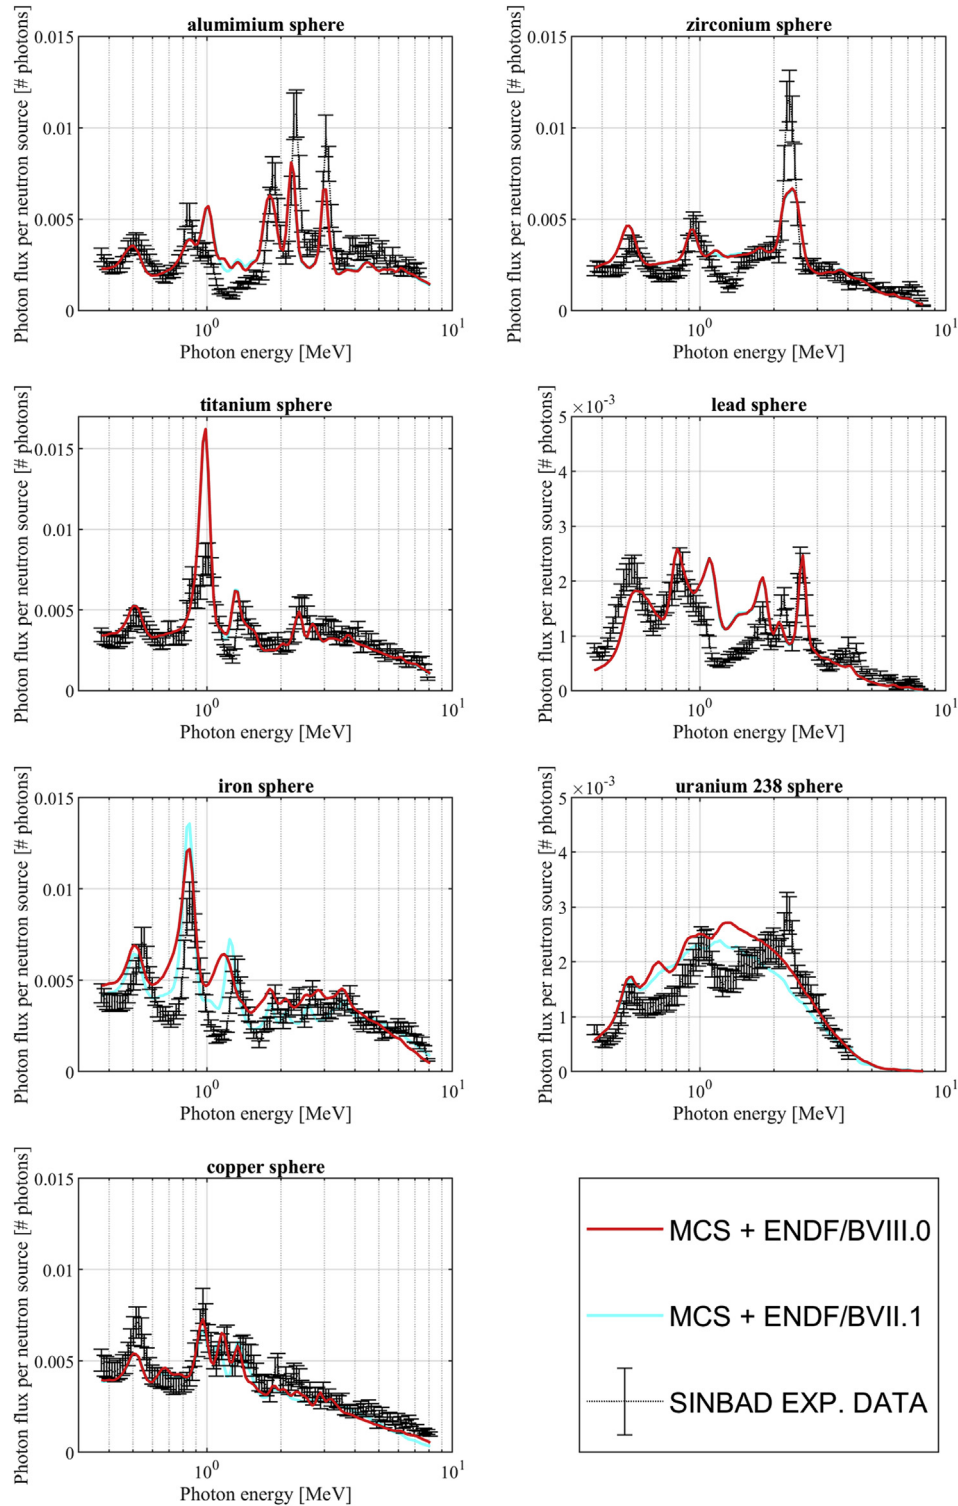 aluminium sphere
Photon flux per neutron source [# photons]
0.015
0.01
0.005
0
10^0
10^1
Photon energy [MeV]
zirconium sphere
Photon flux per neutron source [# photons]
0.015
0.01
0.005
0
10^0
10^1
Photon energy [MeV]
titanium sphere
Photon flux per neutron source [# photons]
0.015
0.01
0.005
0
10^0
10^1
Photon energy [MeV]
lead sphere
Photon flux per neutron source [# photons]
×10^-3
5
4
3
2
1
0
10^0
10^1
Photon energy [MeV]
iron sphere
Photon flux per neutron source [# photons]
0.015
0.01
0.005
0
10^0
10^1
Photon energy [MeV]
uranium 238 sphere
Photon flux per neutron source [# photons]
×10^-3
5
4
3
2
1
0
10^0
10^1
Photon energy [MeV]
copper sphere
Photon flux per neutron source [# photons]
0.015
0.01
0.005
0
10^0
10^1
Photon energy [MeV]
MCS + ENDF/BVIII.0
MCS + ENDF/BVII.1
SINBAD EXP. DATA